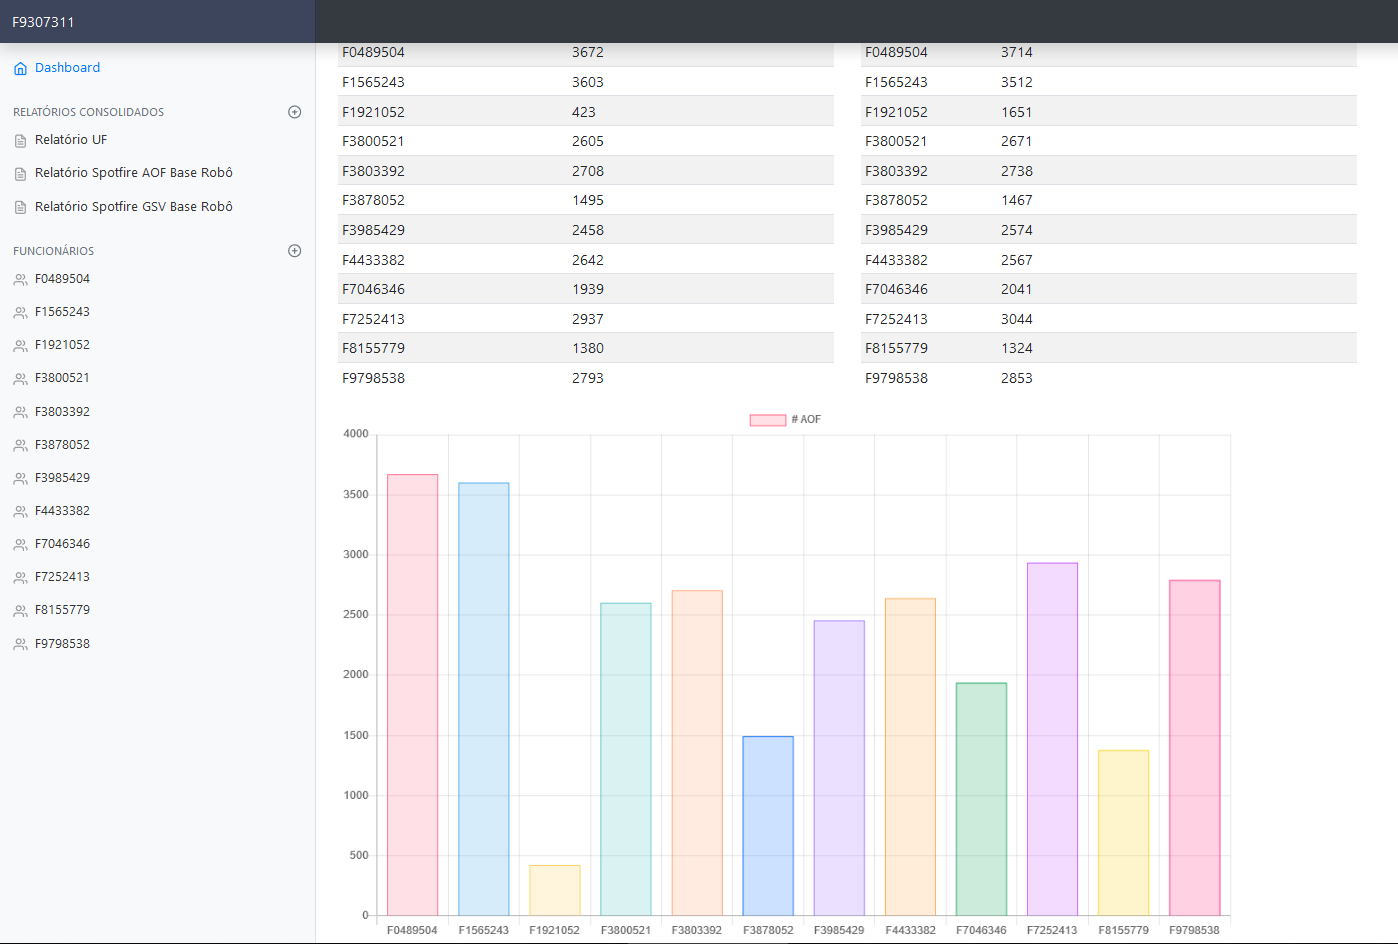 F9307311
Dashboard
RELATÓRIOS CONSOLIDADOS
Relatório UF
Relatório Spotfire AOF Base Robô
Relatório Spotfire GSV Base Robô
FUNCIONÁRIOS
F0489504
F1565243
F1921052
F3800521
F3803392
F3878052
F3985429
F4433382
F7046346
F7252413
F8155779
F9798538
F0489504 3672
F1565243 3603
F1921052 423
F3800521 2605
F3803392 2708
F3878052 1495
F3985429 2458
F4433382 2642
F7046346 1939
F7252413 2937
F8155779 1380
F9798538 2793
F0489504 3714
F1565243 3512
F1921052 1651
F3800521 2671
F3803392 2738
F3878052 1467
F3985429 2574
F4433382 2567
F7046346 2041
F7252413 3044
F8155779 1324
F9798538 2853
# AOF
4000
3500
3000
2500
2000
1500
1000
500
0
F0489504 F1565243 F1921052 F3800521 F3803392 F3878052 F3985429 F4433382 F7046346 F7252413 F8155779 F9798538